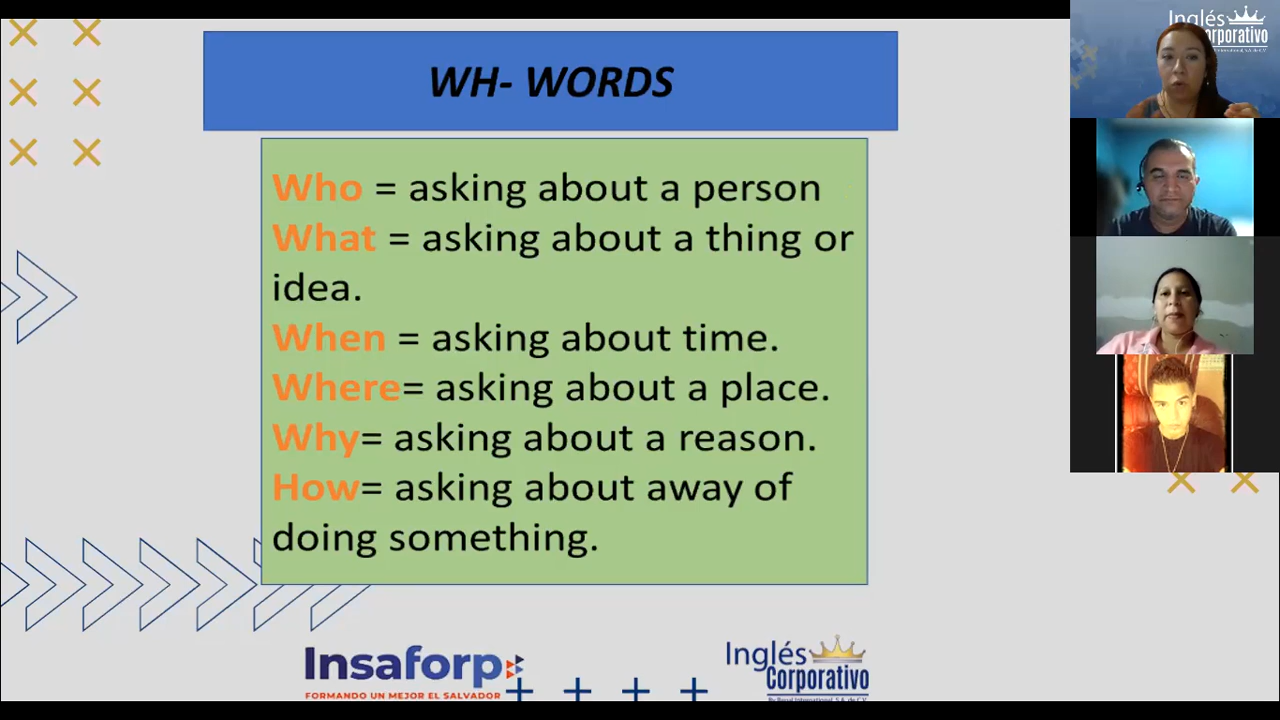 WH- WORDS
Who = asking about a person
What = asking about a thing or
idea.
When = asking about time.
Where= asking about a place.
Why= asking about a reason.
How= asking about away of
doing something.
Insaforp
FORMANDO UN MEJOR EL SALVADOR
Inglés
Corporativo
Inglés
Corporativo